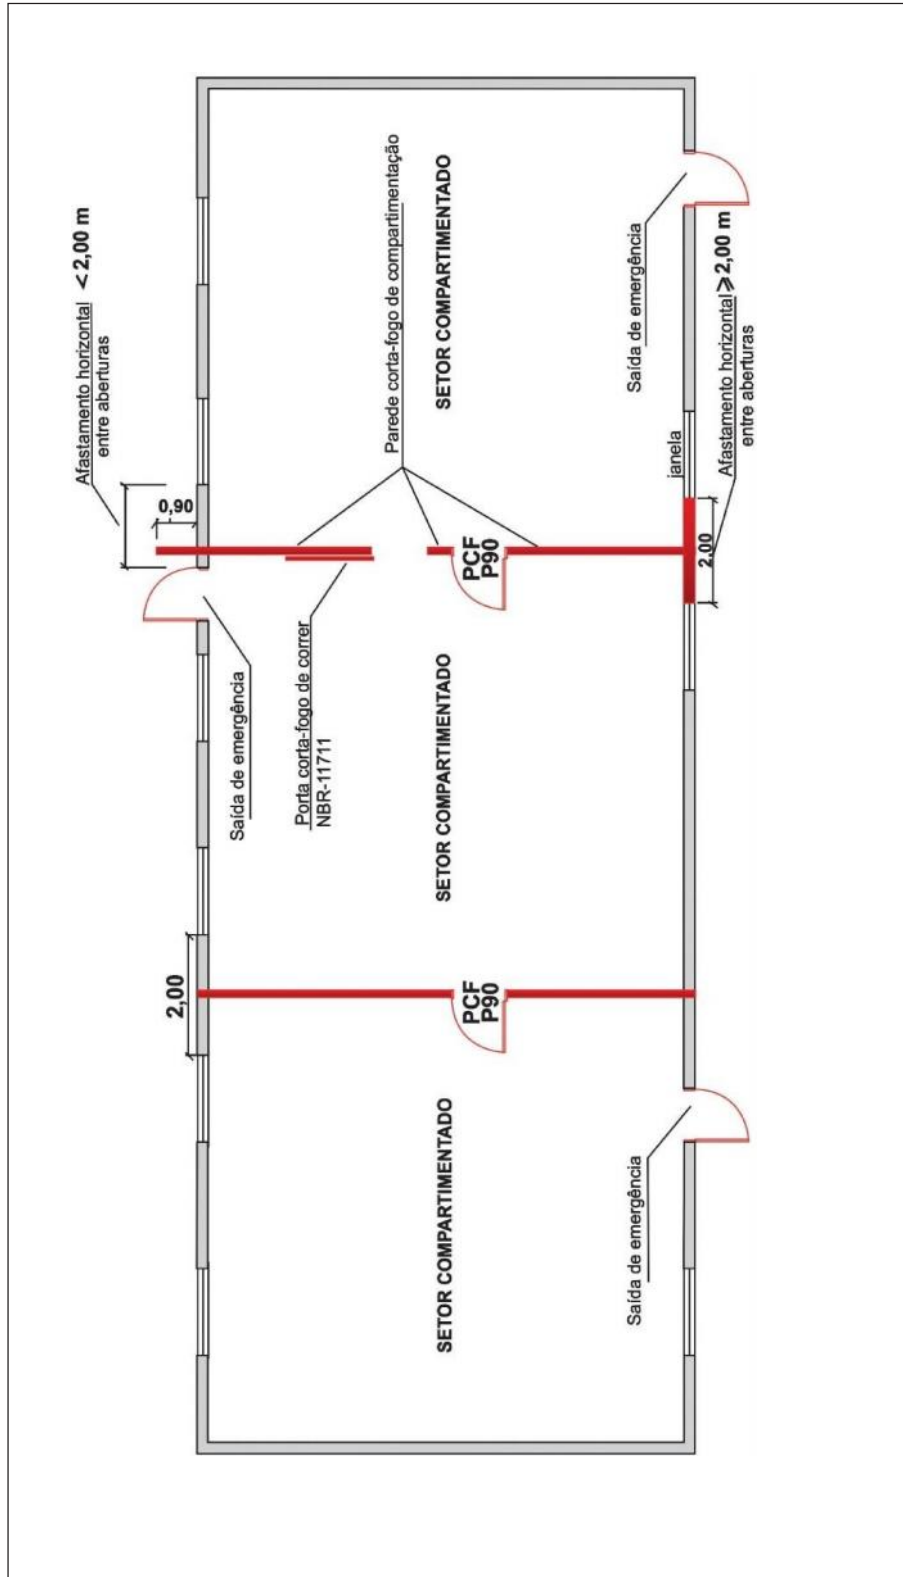 Afastamento horizontal < 2,00 m
entre aberturas
0,90
Parede corta-fogo de compartimentação
SETOR COMPARTIMENTADO
Saída de emergência
janela
Afastamento horizontal ⩾ 2,00 m
entre aberturas
2,00
PCF
P90
Saída de emergência
Porta corta-fogo de correr
NBR-11711
SETOR COMPARTIMENTADO
2,00
PCF
P90
SETOR COMPARTIMENTADO
Saída de emergência